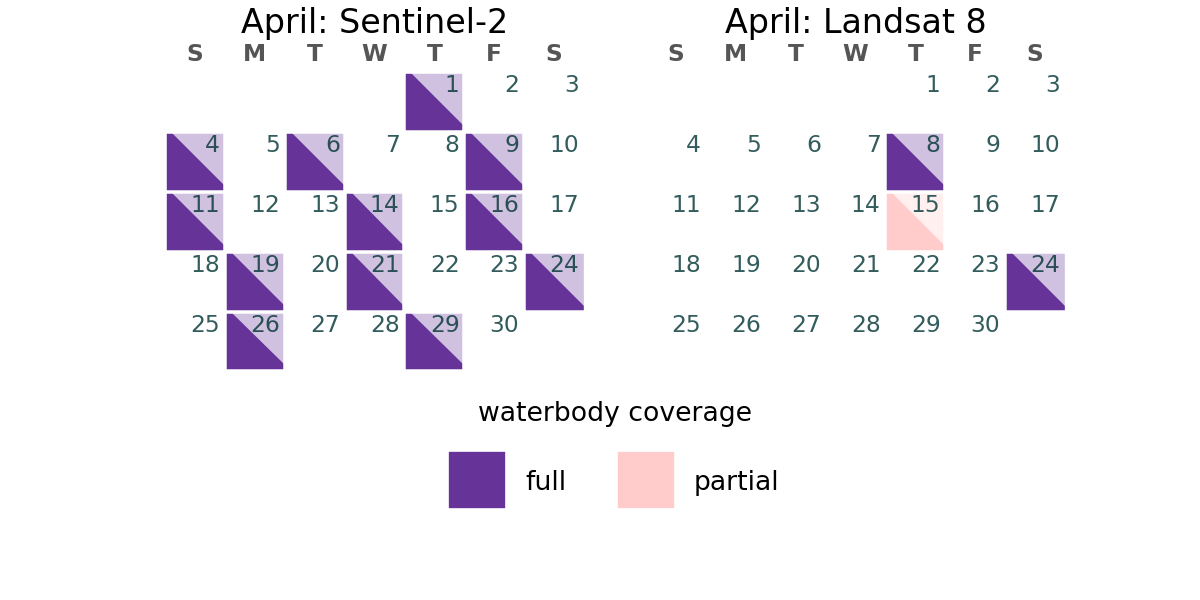 April: Sentinel-2
S M T W T F S
1 2 3
4 5 6 7 8 9 10
11 12 13 14 15 16 17
18 19 20 21 22 23 24
25 26 27 28 29 30
April: Landsat 8
S M T W T F S
1 2 3
4 5 6 7 8 9 10
11 12 13 14 15 16 17
18 19 20 21 22 23 24
25 26 27 28 29 30
waterbody coverage
full
partial